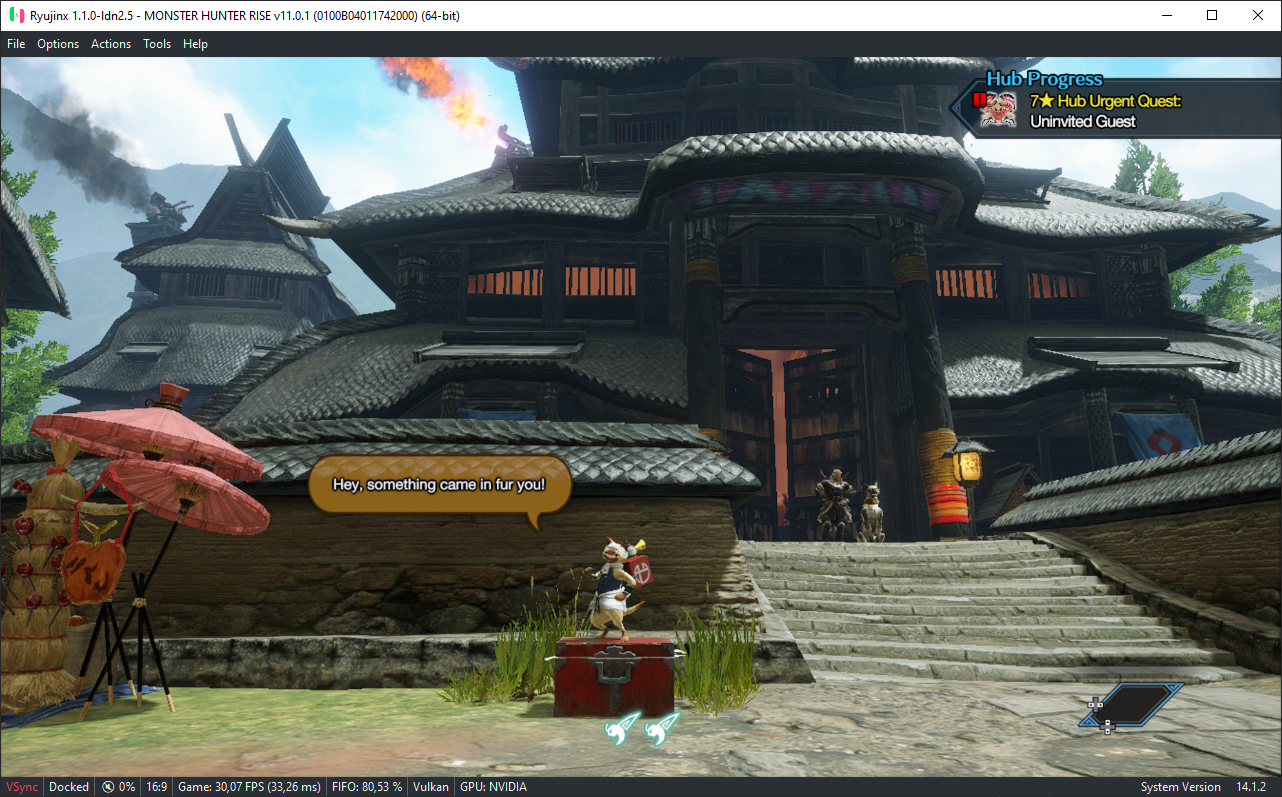 Ryujinx 1.1.0-ldn2.5 - MONSTER HUNTER RISE v11.0.1 (0100B04011742000) (64-bit)
File Options Actions Tools Help
Hub Progress
7★ Hub Urgent Quest:
Uninvited Guest
Hey, something came in fur you!
VSync Docked 0% 16:9 Game: 30,07 FPS (33,26 ms) FIFO: 80,53 % Vulkan GPU: NVIDIA System Version 14.1.2